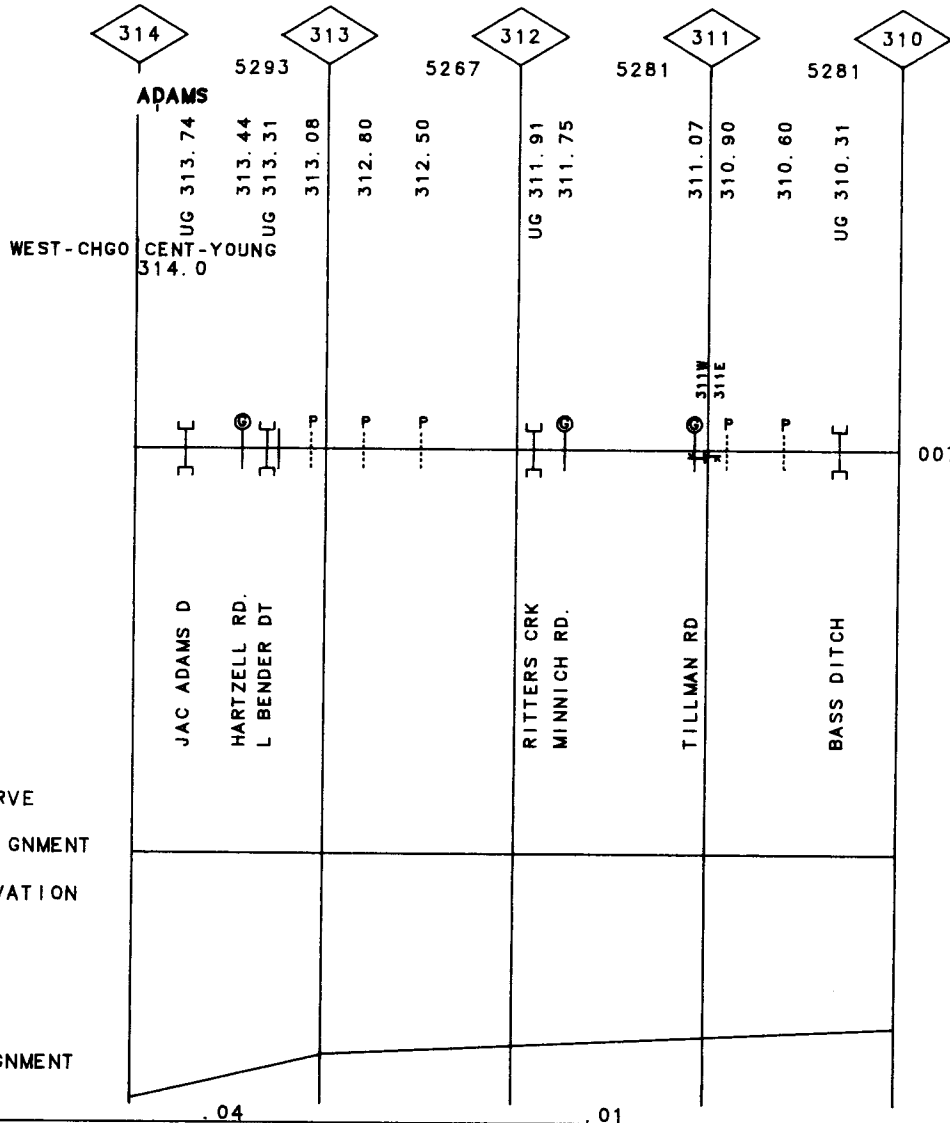 314 313 312 311 310
5293 5267 5281 5281
ADAMS
UG 313.74
313.44
UG 313.31
313.08
312.80
312.50
UG 311.91
311.75
311.07
310.90
310.60
UG 310.31
WEST-CHGO CENT-YOUNG
314.0
311W
311E
G P P P G G P P
007
JAC ADAMS D
HARTZELL RD.
L BENDER DT
RITTERS CRK
MINNICH RD.
TILLMAN RD
BASS DITCH
RVE
GNMENT
VATION
GNMENT
.04 .01